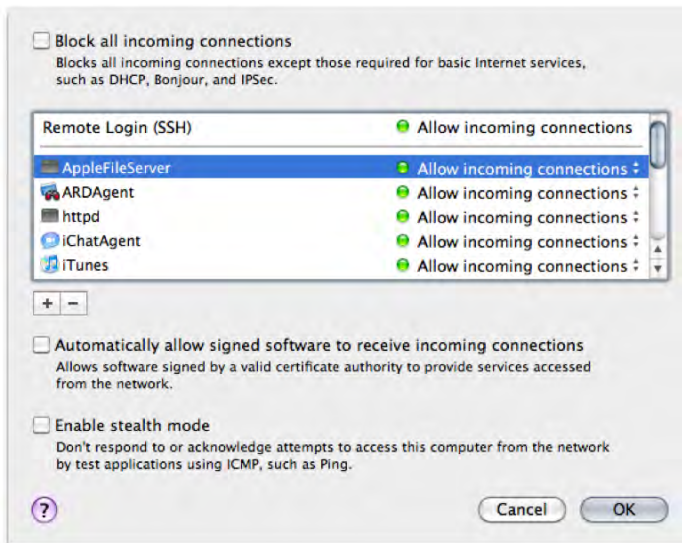 Block all incoming connections
Blocks all incoming connections except those required for basic Internet services,
such as DHCP, Bonjour, and IPSec.
Remote Login (SSH) Allow incoming connections
AppleFileServer Allow incoming connections
ARDAgent Allow incoming connections
httpd Allow incoming connections
iChatAgent Allow incoming connections
iTunes Allow incoming connections
+ −
Automatically allow signed software to receive incoming connections
Allows software signed by a valid certificate authority to provide services accessed
from the network.
Enable stealth mode
Don't respond to or acknowledge attempts to access this computer from the network
by test applications using ICMP, such as Ping.
? Cancel OK